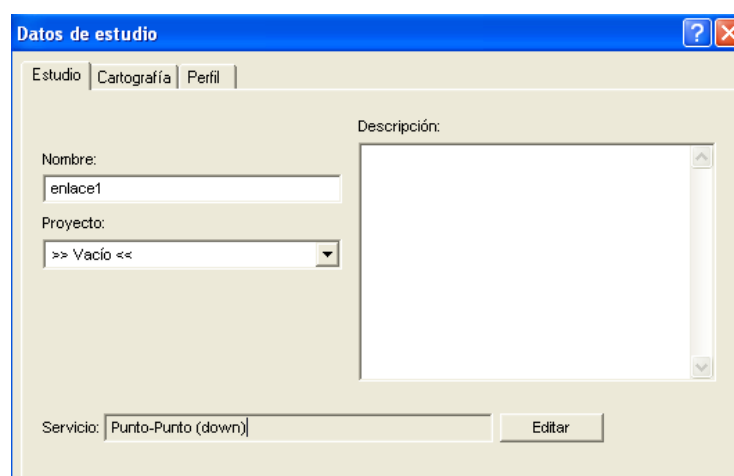 Datos de estudio
Estudio Cartografía Perfil
Descripción:
Nombre:
enlace1
Proyecto:
>> Vacío <<
Servicio: Punto-Punto (down) Editar